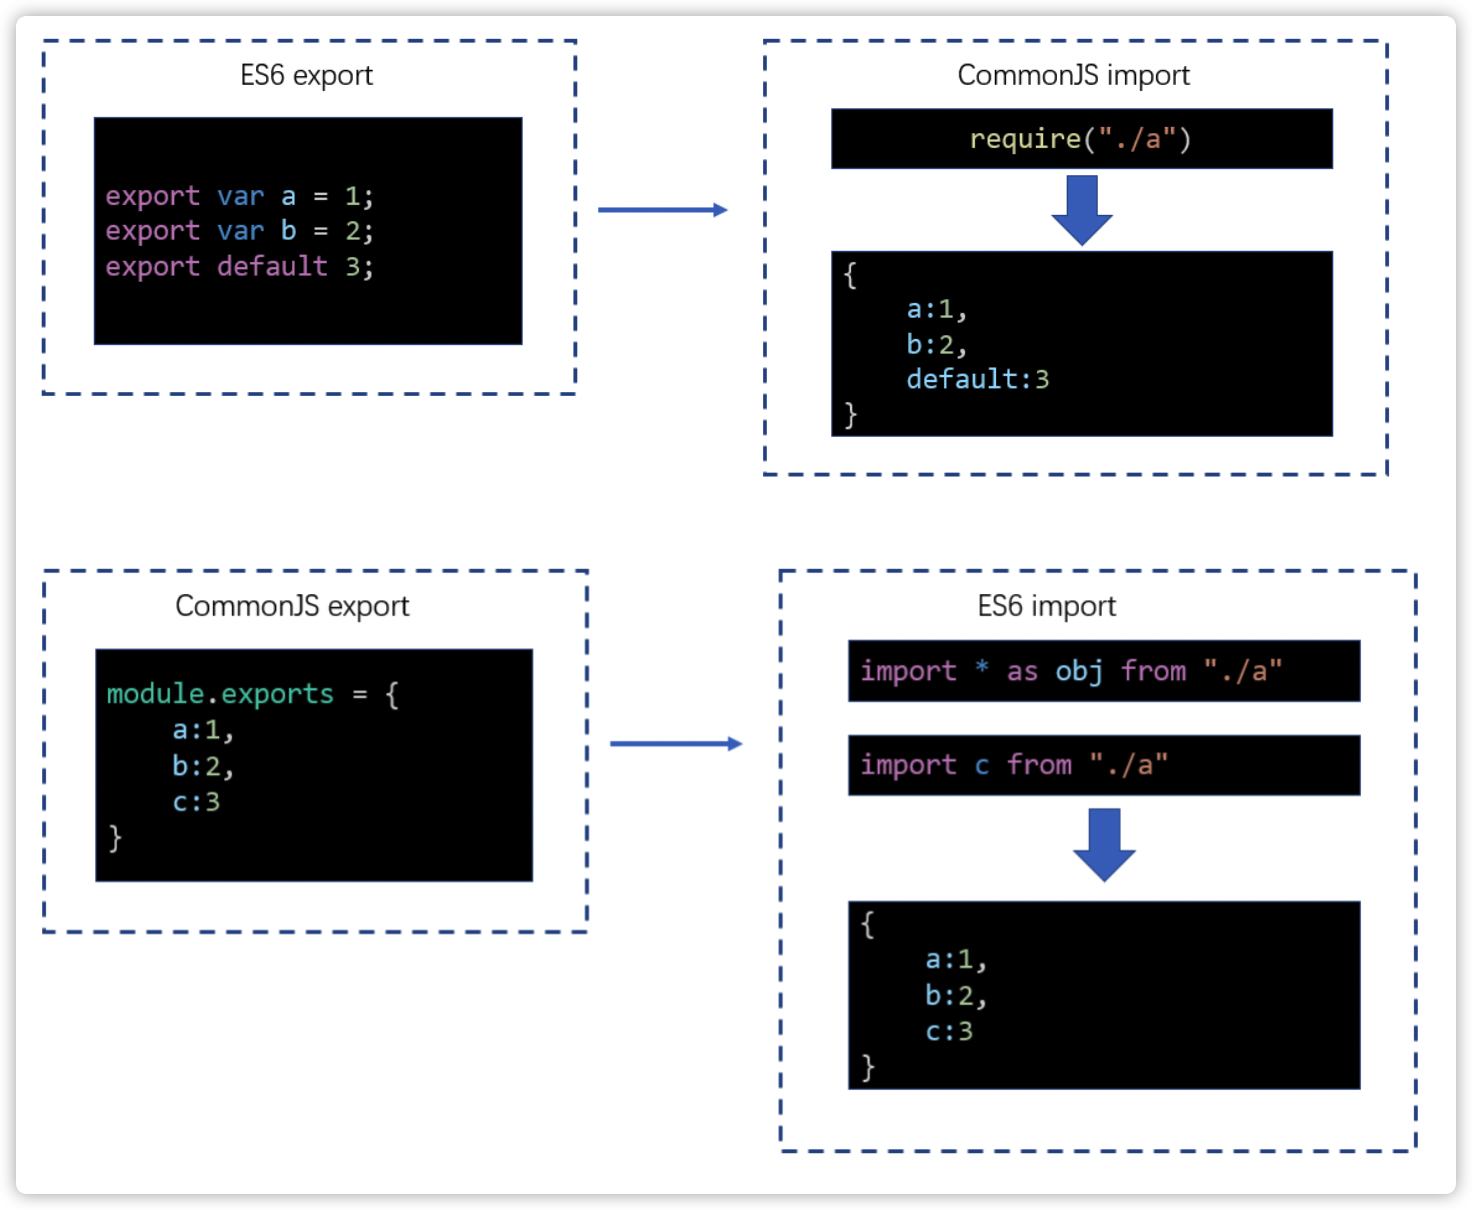 ES6 export
export var a = 1;
export var b = 2;
export default 3;
CommonJS import
require("./a")
{
a:1,
b:2,
default:3
}
CommonJS export
module.exports = {
a:1,
b:2,
c:3
}
ES6 import
import * as obj from "./a"
import c from "./a"
{
a:1,
b:2,
c:3
}